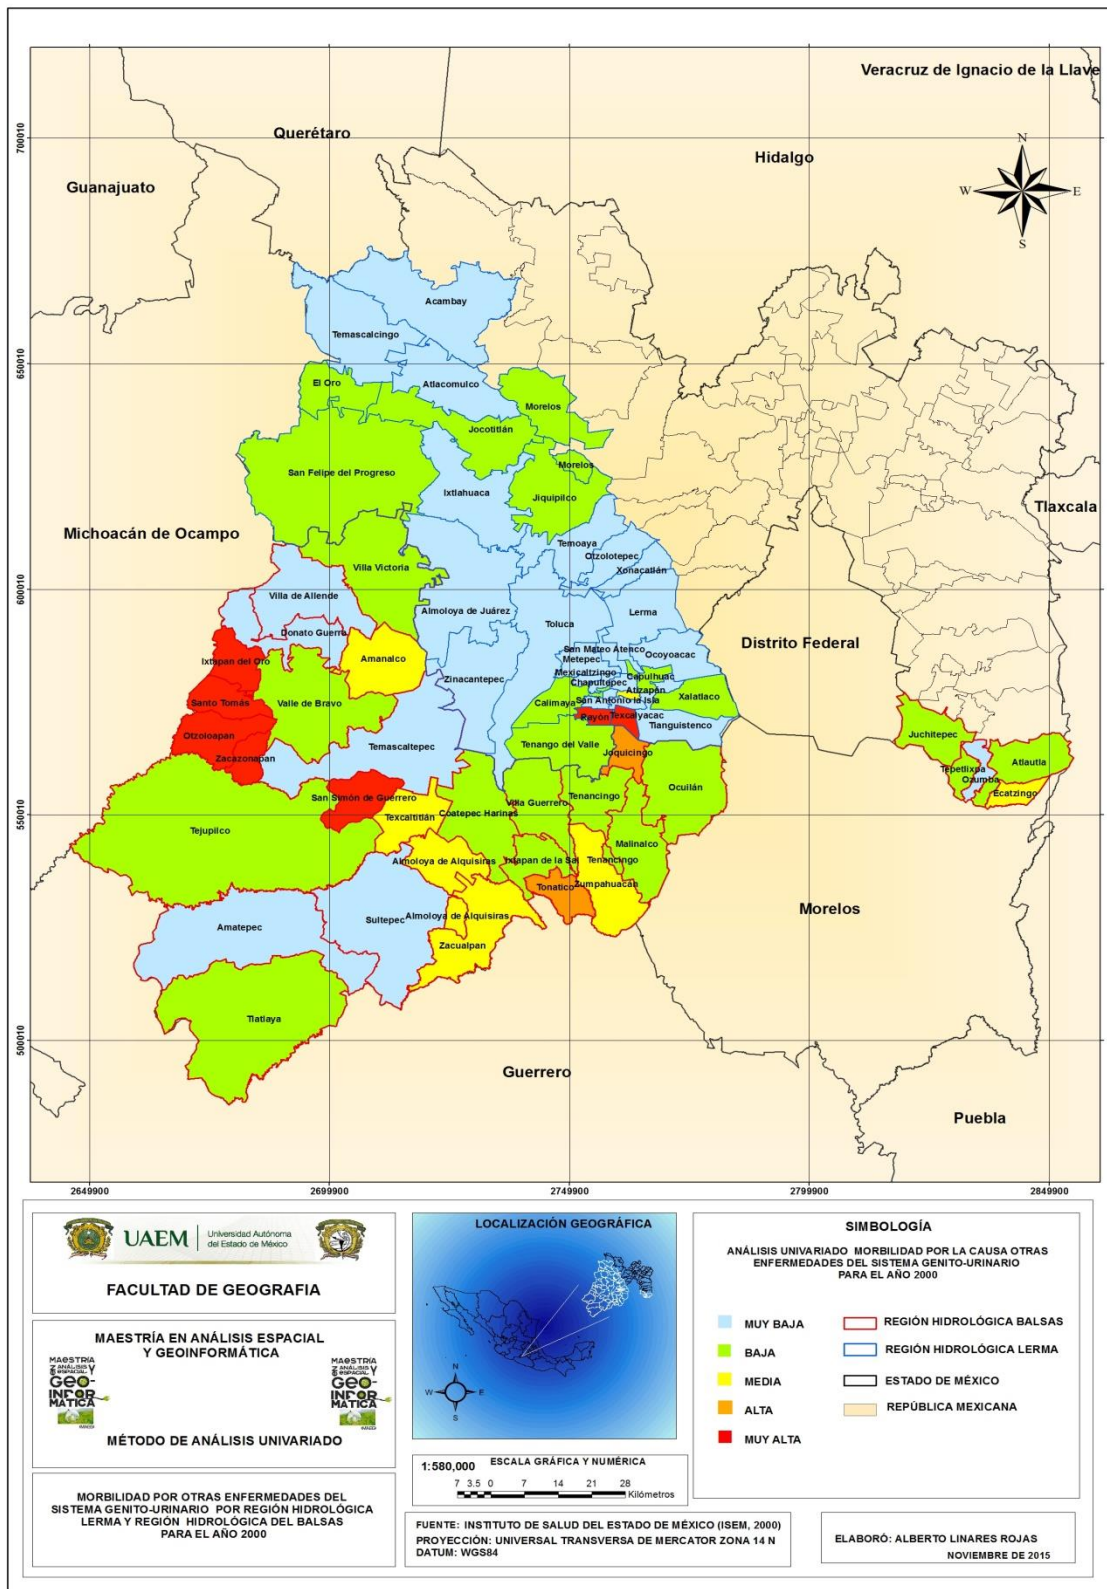 Veracruz de Ignacio de la Llave
Querétaro
Hidalgo
Guanajuato
N
W
E
S
700010
Acambay
Temascalcingo
650010
El Oro
Atlacomulco
Morelos
Jocotitlán
Morelos
San Felipe del Progreso
Ixtlahuaca
Jiquipilco
Tlaxcala
Michoacán de Ocampo
Temoaya
Otzolotepec
Villa Victoria
Xonacatlán
600010
Villa de Allende
Almoloya de Juárez
Lerma
Toluca
Donato Guerra
Distrito Federal
San Mateo Atenco
Ocoyoacac
Amanalco
Metepec
Ixtapan del Oro
Mexicaltzingo
Capulhuac
Zinacantepec
Chapultepec
Atizapán
Xalatlaco
Santo Tomás
Valle de Bravo
Calimaya
San Antonio la Isla
Rayón
Texcalyacac
Tianguistenco
Otzoloapan
Juchitepec
Temascaltepec
Tenango del Valle
Joquicingo
Zacazonapan
Atlautla
Tepetlixpa
Ozumba
Ocuilán
Ecatzingo
San Simón de Guerrero
Villa Guerrero
Tenancingo
550010
Texcaltitlán
Coatepec Harinas
Tejupilco
Malinalco
Almoloya de Alquisiras
Ixtapan de la Sal
Tenancingo
Tonatico
Zumpahuacán
Morelos
Amatepec
Sultepec
Almoloya de Alquisiras
Zacualpan
Tlatlaya
500010
Guerrero
Puebla
2649900
2699900
2749900
2799900
2849900
UAEM
Universidad Autónoma
del Estado de México
FACULTAD DE GEOGRAFIA
MAESTRÍA EN ANÁLISIS ESPACIAL
Y GEOINFORMÁTICA
MAESTRÍA
ANÁLISIS
ESPACIAL Y
GEO-
INFOR
MÁTICA
MAESTRÍA
ANÁLISIS
ESPACIAL Y
GEO-
INFOR
MÁTICA
MÉTODO DE ANÁLISIS UNIVARIADO
MORBILIDAD POR OTRAS ENFERMEDADES DEL
SISTEMA GENITO-URINARIO POR REGIÓN HIDROLÓGICA
LERMA Y REGIÓN HIDROLÓGICA DEL BALSAS
PARA EL AÑO 2000
LOCALIZACIÓN GEOGRÁFICA
N
W
E
S
1:580,000
ESCALA GRÁFICA Y NUMÉRICA
7 3.5 0 7 14 21 28
Kilómetros
FUENTE: INSTITUTO DE SALUD DEL ESTADO DE MÉXICO (ISEM, 2000)
PROYECCIÓN: UNIVERSAL TRANSVERSA DE MERCATOR ZONA 14 N
DATUM: WGS84
SIMBOLOGÍA
ANÁLISIS UNIVARIADO MORBILIDAD POR LA CAUSA OTRAS
ENFERMEDADES DEL SISTEMA GENITO-URINARIO
PARA EL AÑO 2000
MUY BAJA
BAJA
MEDIA
ALTA
MUY ALTA
REGIÓN HIDROLÓGICA BALSAS
REGIÓN HIDROLÓGICA LERMA
ESTADO DE MÉXICO
REPÚBLICA MEXICANA
ELABORÓ: ALBERTO LINARES ROJAS
NOVIEMBRE DE 2015